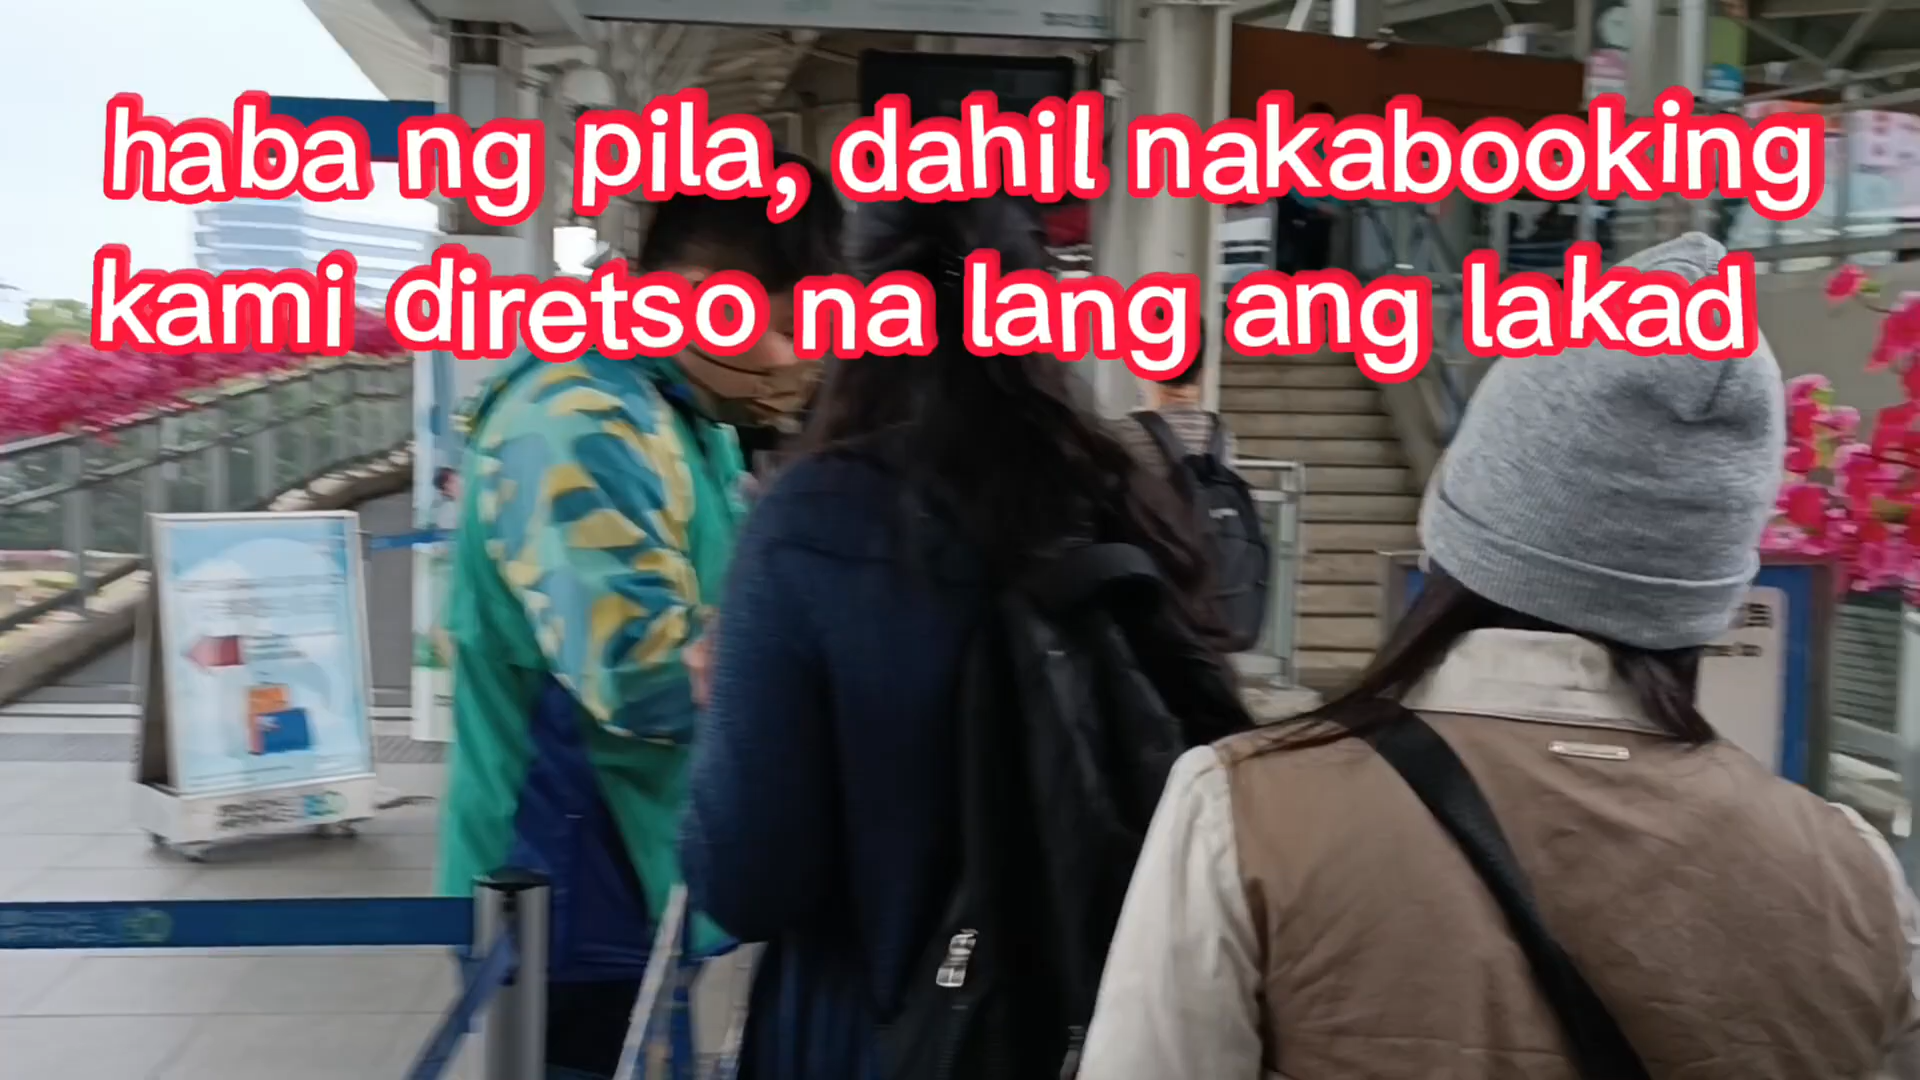 haba ng pila, dahil nakabooking
kami diretso na lang ang lakad